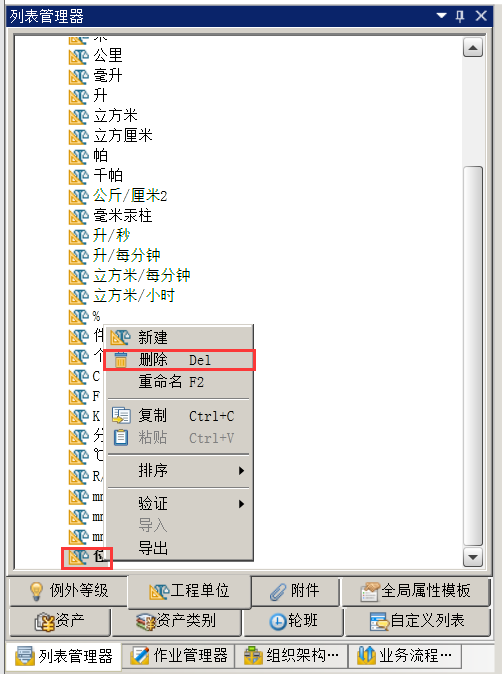 列表管理器
公里
毫升
升
立方米
立方厘米
帕
千帕
公斤/厘米2
毫米汞柱
升/秒
升/每分钟
立方米/每分钟
立方米/小时
%
件
个
C
F
K
分
℃
R/
新建
删除 Del
重命名 F2
复制 Ctrl+C
粘贴 Ctrl+V
排序
验证
导入
导出
例外等级 工程单位 附件 全局属性模板
资产 资产类别 轮班 自定义列表
列表管理器 作业管理器 组织架构… 业务流程…